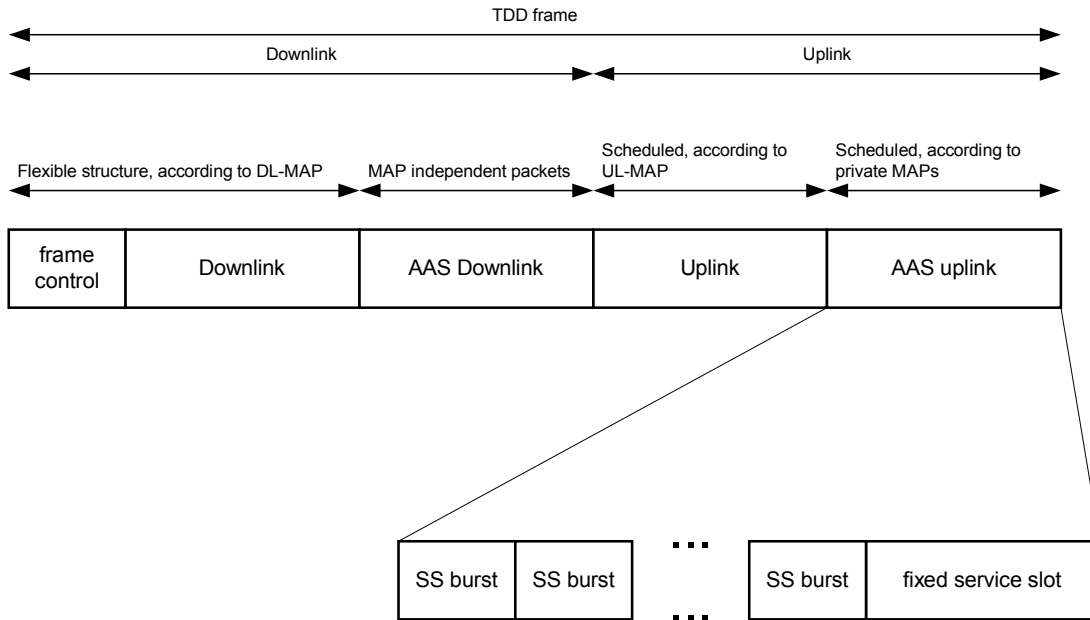 TDD frame
Downlink
Uplink
Flexible structure, according to DL-MAP
MAP independent packets
Scheduled, according to
UL-MAP
Scheduled, according to
private MAPs
frame
control
Downlink
AAS Downlink
Uplink
AAS uplink
SS burst
SS burst
...
...
SS burst
fixed service slot